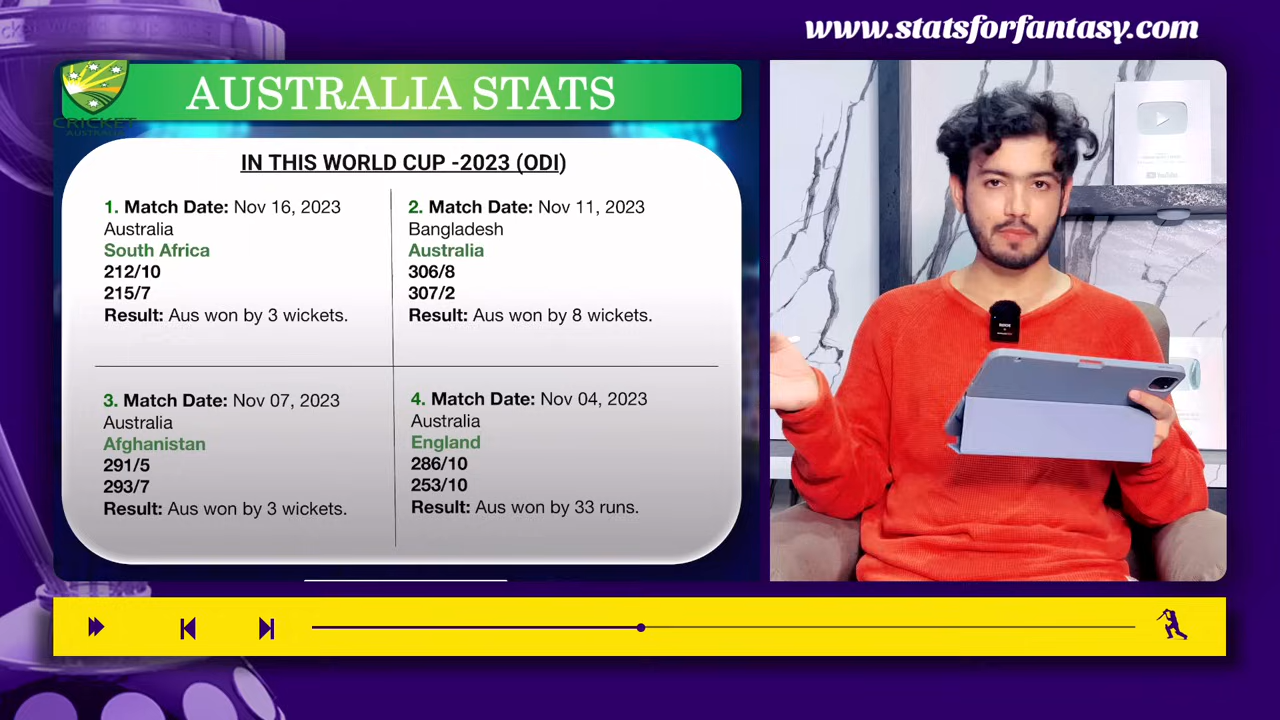 www.statsforfantasy.com
AUSTRALIA STATS
CRICKET
AUSTRALIA
IN THIS WORLD CUP -2023 (ODI)
1. Match Date: Nov 16, 2023
Australia
South Africa
212/10
215/7
Result: Aus won by 3 wickets.
2. Match Date: Nov 11, 2023
Bangladesh
Australia
306/8
307/2
Result: Aus won by 8 wickets.
3. Match Date: Nov 07, 2023
Australia
Afghanistan
291/5
293/7
Result: Aus won by 3 wickets.
4. Match Date: Nov 04, 2023
Australia
England
286/10
253/10
Result: Aus won by 33 runs.